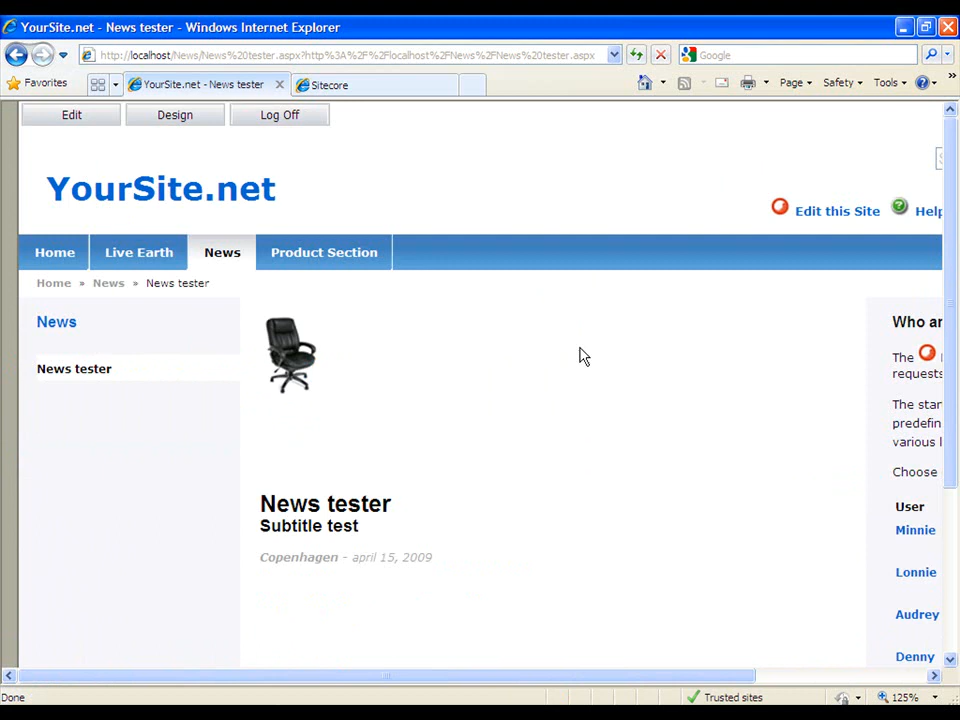 YourSite.net - News tester - Windows Internet Explorer
http://localhost/News/News%20tester.aspx?http%3A%2F%2Flocalhost%2FNews%2FNews%20tester.aspx
Google
Favorites
YourSite.net - News tester
Sitecore
Page
Safety
Tools
»
Edit
Design
Log Off
YourSite.net
Edit this Site
Help
Home
Live Earth
News
Product Section
Home » News » News tester
News
News tester
News tester
Subtitle test
Copenhagen - april 15, 2009
Who ar
The
requests
The star
predefin
various l
Choose
User
Minnie
Lonnie
Audrey
Denny
Done
Trusted sites
125%